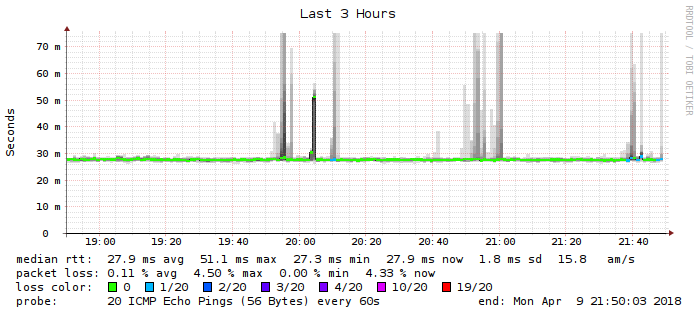 Last 3 Hours
RRDTOOL / TOBI OETIKER
Seconds
70 m
60 m
50 m
40 m
30 m
20 m
10 m
0
19:00 19:20 19:40 20:00 20:20 20:40 21:00 21:20 21:40
median rtt: 27.9 ms avg 51.1 ms max 27.3 ms min 27.9 ms now 1.8 ms sd 15.8 am/s
packet loss: 0.11 % avg 4.50 % max 0.00 % min 4.33 % now
loss color: 0 1/20 2/20 3/20 4/20 10/20 19/20
probe: 20 ICMP Echo Pings (56 Bytes) every 60s end: Mon Apr 9 21:50:03 2018